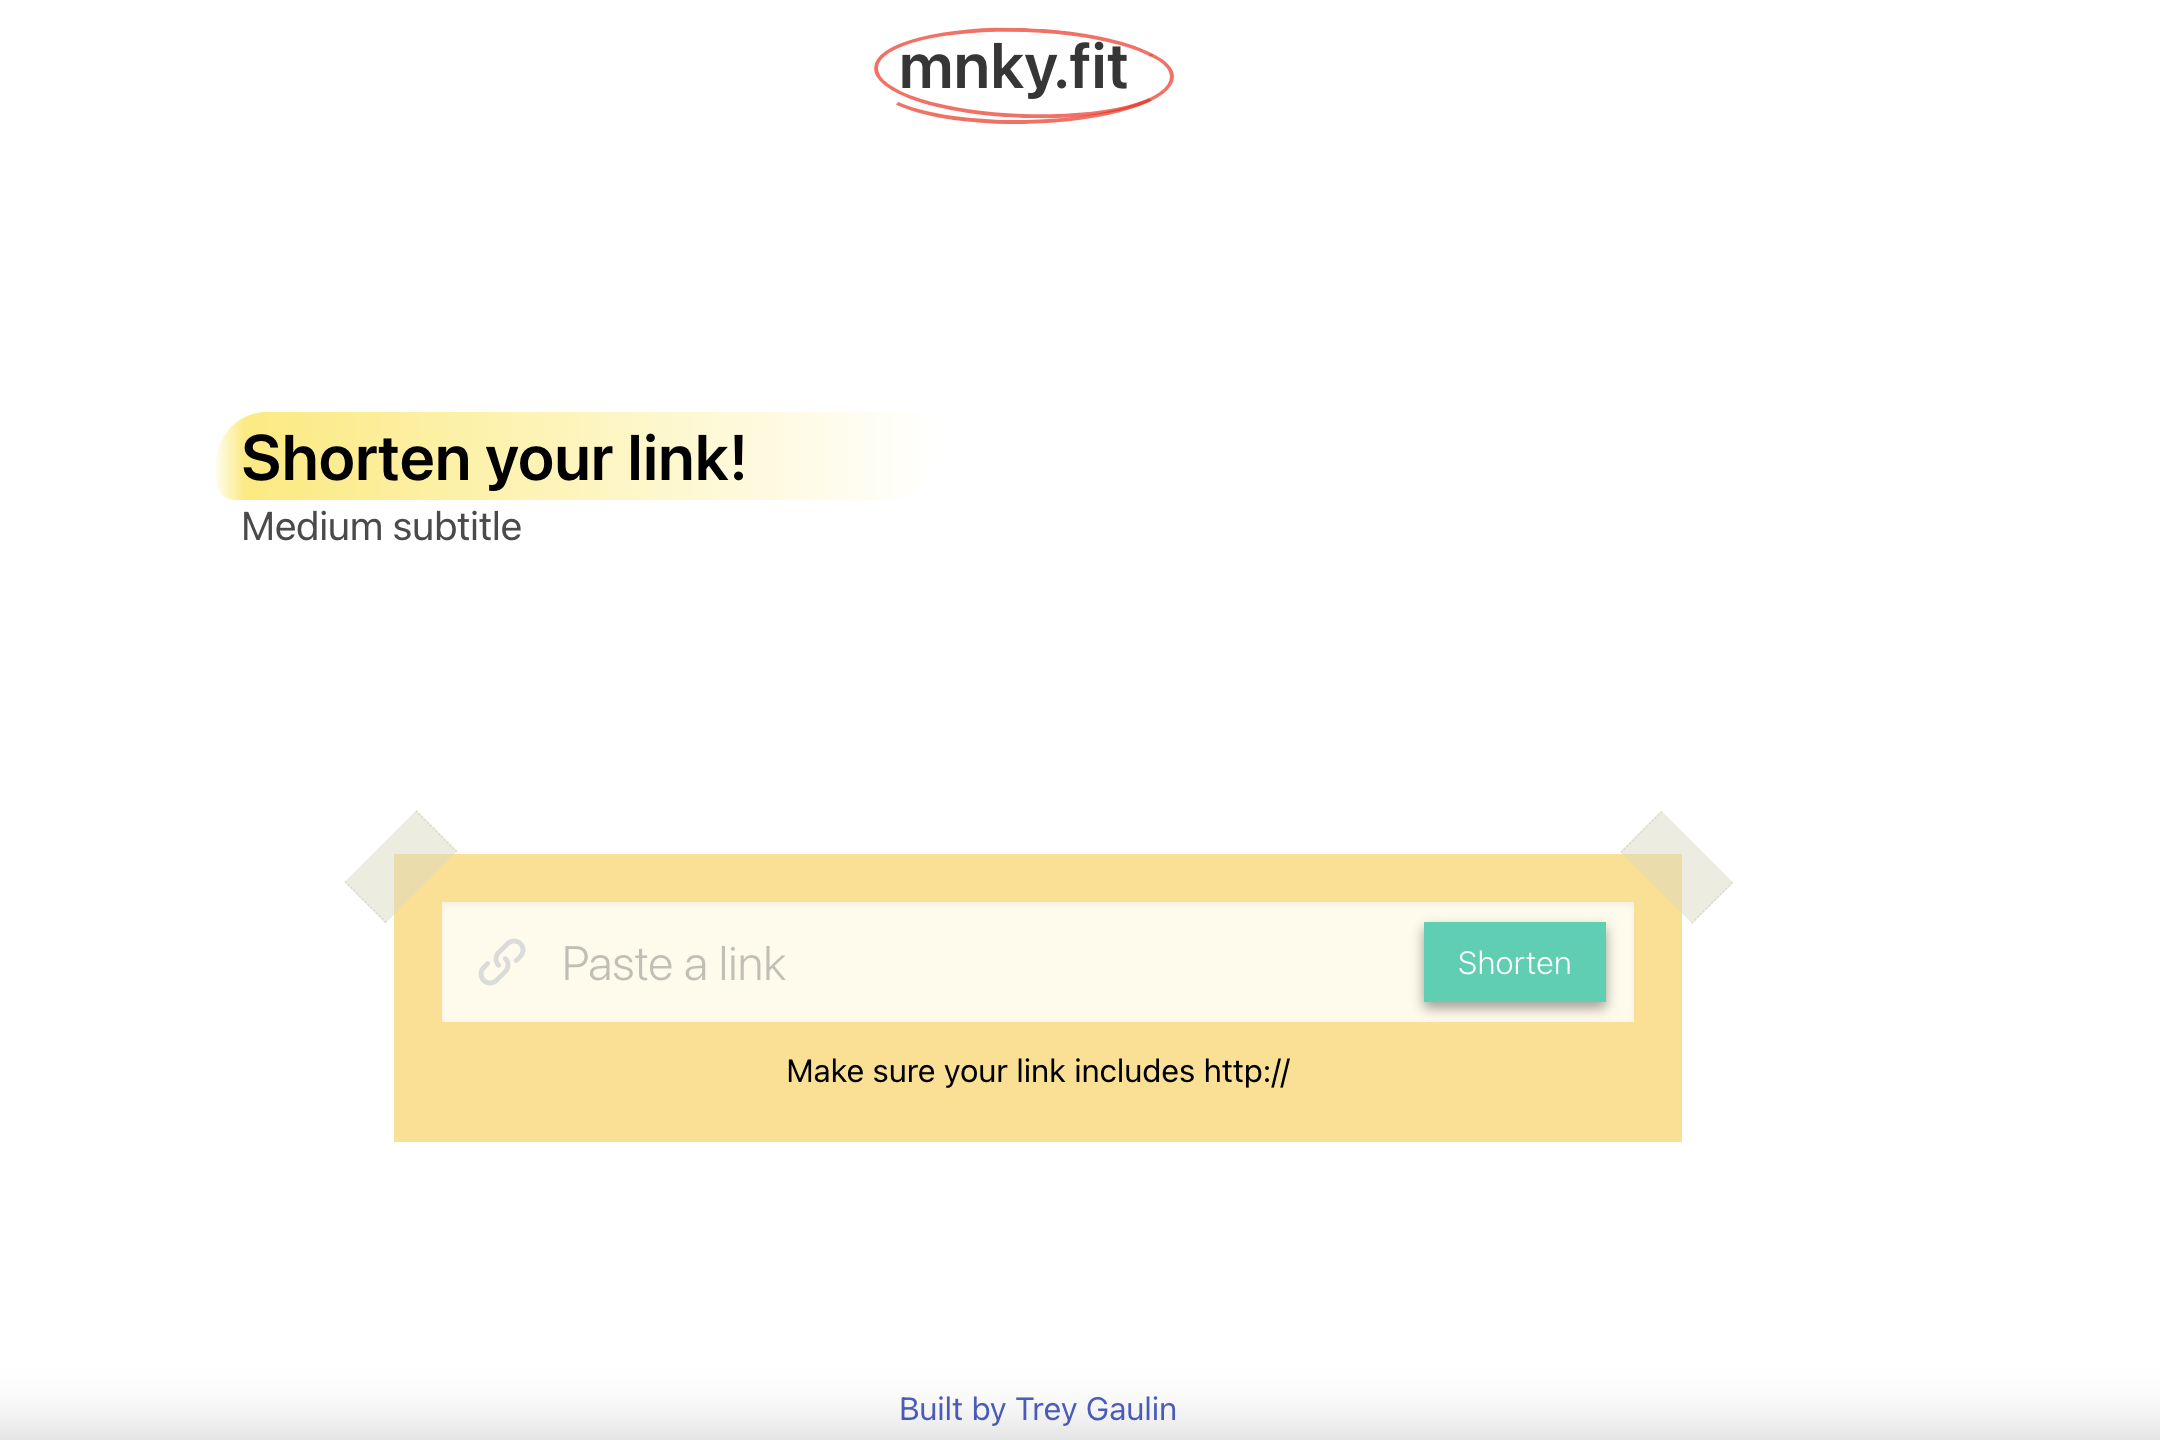 mnky.fit
Shorten your link!
Medium subtitle
Paste a link
Shorten
Make sure your link includes http://
Built by Trey Gaulin